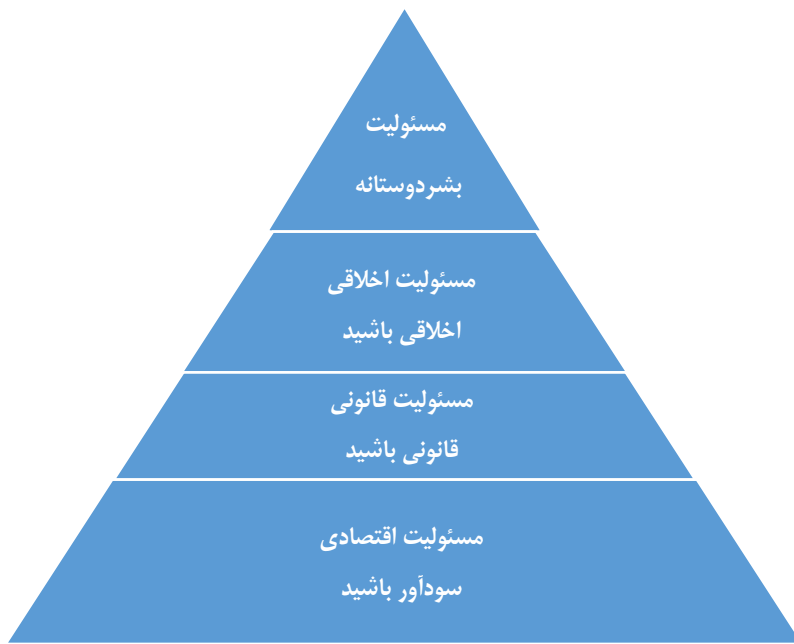 مسئولیت
بشردوستانه
مسئولیت اخلاقی
اخلاقی باشید
مسئولیت قانونی
قانونی باشید
مسئولیت اقتصادی
سودآور باشید